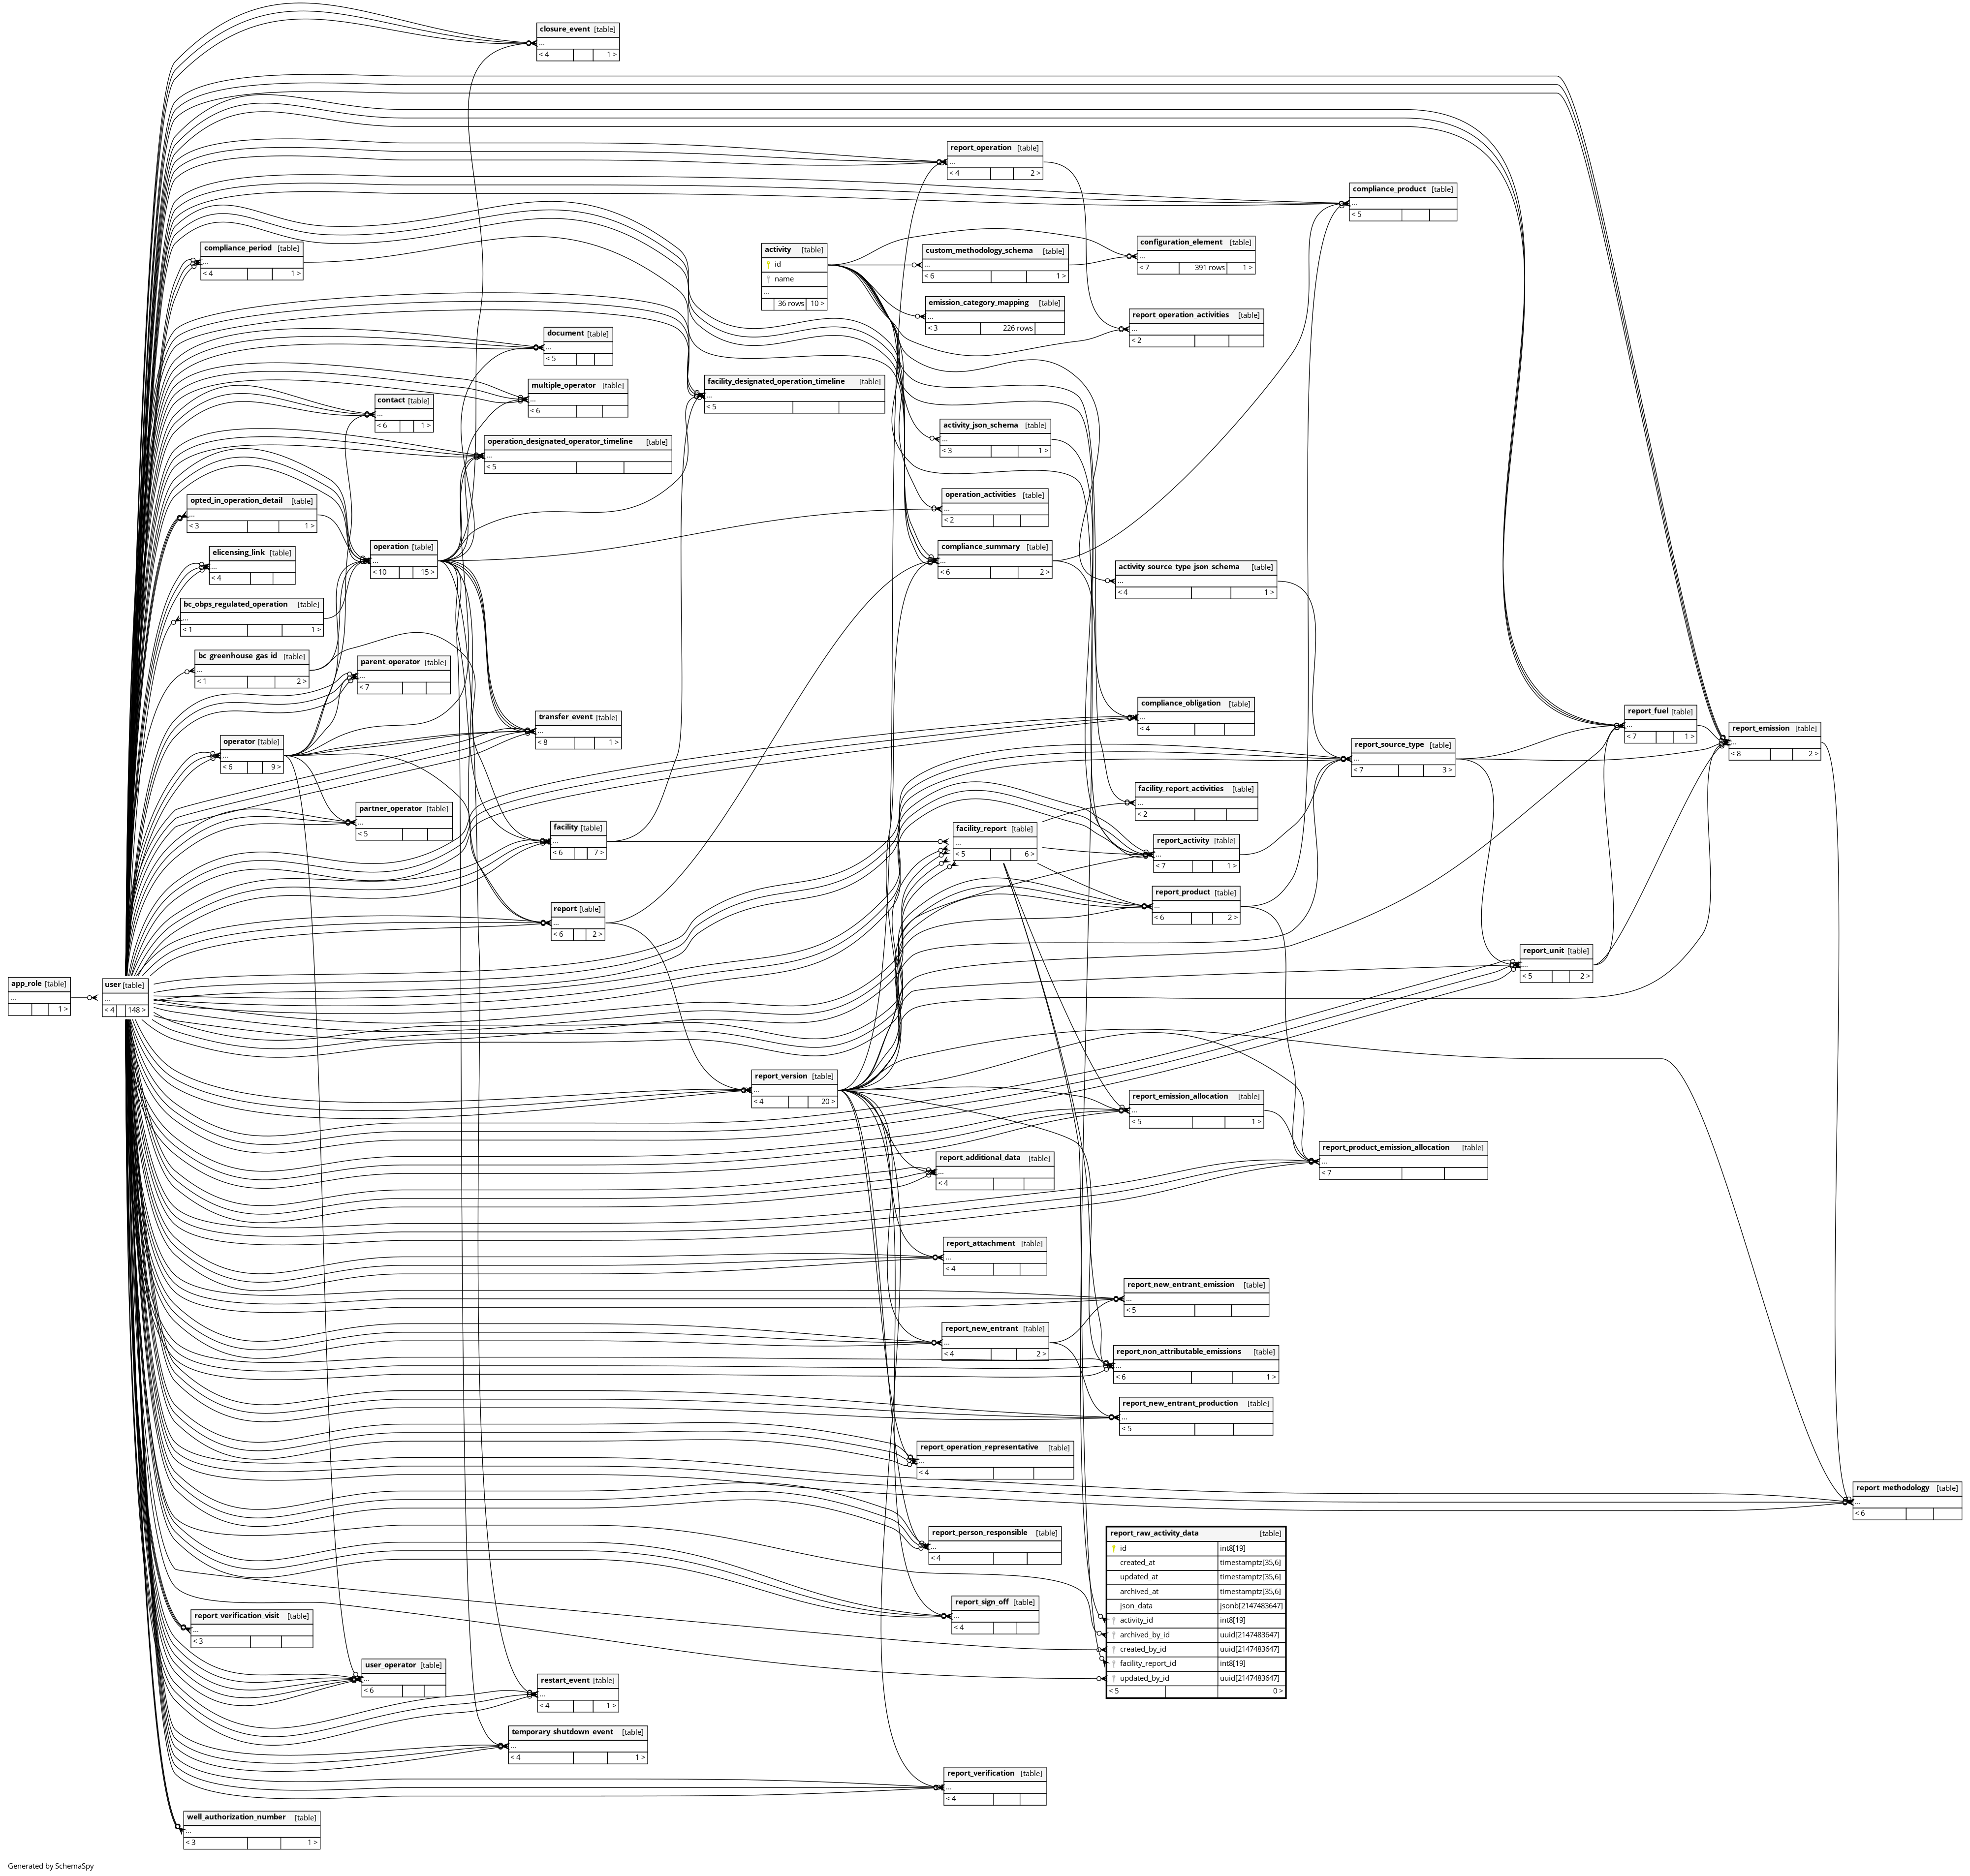 closure_event [table]
...
< 4 1 >
report_operation [table]
...
< 4 2 >
compliance_product [table]
...
< 5
compliance_period [table]
...
< 4 1 >
activity [table]
id
name
...
36 rows 10 >
custom_methodology_schema [table]
...
< 6 1 >
configuration_element [table]
...
< 7 391 rows 1 >
emission_category_mapping [table]
...
< 3 226 rows
report_operation_activities [table]
...
< 2
document [table]
...
< 5
multiple_operator [table]
...
< 6
facility_designated_operation_timeline [table]
...
< 5
contact [table]
...
< 6 1 >
activity_json_schema [table]
...
< 3 1 >
operation_designated_operator_timeline [table]
...
< 5
opted_in_operation_detail [table]
...
< 3 1 >
operation_activities [table]
...
< 2
operation [table]
...
< 10 15 >
compliance_summary [table]
...
< 6 2 >
elicensing_link [table]
...
< 4
activity_source_type_json_schema [table]
...
< 4 1 >
bc_obps_regulated_operation [table]
...
< 1 1 >
bc_greenhouse_gas_id [table]
...
< 1 2 >
parent_operator [table]
...
< 7
compliance_obligation [table]
...
< 4
report_fuel [table]
...
< 7 1 >
transfer_event [table]
...
< 8 1 >
report_emission [table]
...
< 8 2 >
operator [table]
...
< 6 9 >
report_source_type [table]
...
< 7 3 >
facility_report_activities [table]
...
< 2
partner_operator [table]
...
< 5
facility [table]
...
< 6 7 >
facility_report [table]
...
< 5 6 >
report_activity [table]
...
< 7 1 >
report_product [table]
...
< 6 2 >
report [table]
...
< 6 2 >
report_unit [table]
...
< 5 2 >
app_role [table]
...
1 >
user [table]
...
< 4 148 >
report_version [table]
...
< 4 20 >
report_emission_allocation [table]
...
< 5 1 >
report_product_emission_allocation [table]
...
< 7
report_additional_data [table]
...
< 4
report_attachment [table]
...
< 4
report_new_entrant_emission [table]
...
< 5
report_new_entrant [table]
...
< 4 2 >
report_non_attributable_emissions [table]
...
< 6 1 >
report_new_entrant_production [table]
...
< 5
report_operation_representative [table]
...
< 4
report_methodology [table]
...
< 6
report_person_responsible [table]
...
< 4
report_raw_activity_data [table]
id int8[19]
created_at timestamptz[35,6]
updated_at timestamptz[35,6]
archived_at timestamptz[35,6]
json_data jsonb[2147483647]
activity_id int8[19]
archived_by_id uuid[2147483647]
created_by_id uuid[2147483647]
facility_report_id int8[19]
updated_by_id uuid[2147483647]
< 5 0 >
report_sign_off [table]
...
< 4
report_verification_visit [table]
...
< 3
user_operator [table]
...
< 6
restart_event [table]
...
< 4 1 >
temporary_shutdown_event [table]
...
< 4 1 >
report_verification [table]
...
< 4
well_authorization_number [table]
...
< 3 1 >
Generated by SchemaSpy